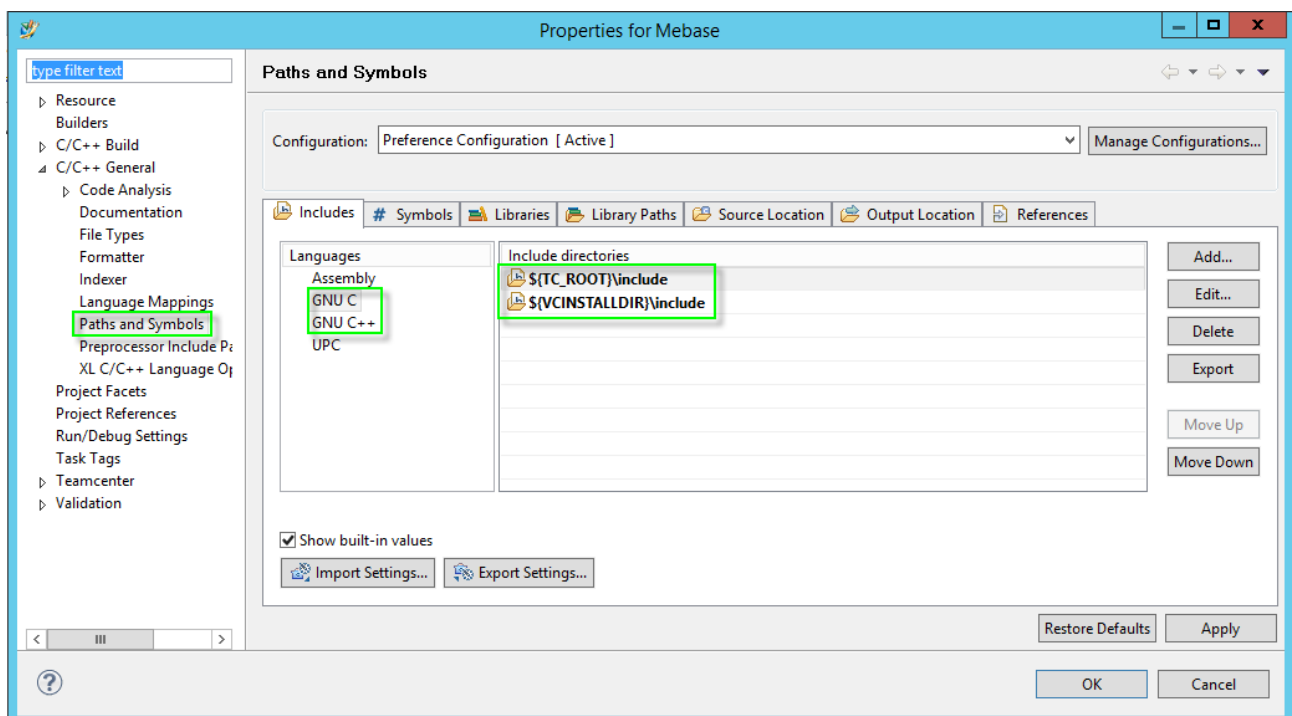 Properties for Mebase
type filter text
Resource
Builders
C/C++ Build
C/C++ General
Code Analysis
Documentation
File Types
Formatter
Indexer
Language Mappings
Paths and Symbols
Preprocessor Include Pa
XL C/C++ Language Op
Project Facets
Project References
Run/Debug Settings
Task Tags
Teamcenter
Validation
Paths and Symbols
Configuration: Preference Configuration [ Active ] Manage Configurations...
Includes # Symbols Libraries Library Paths Source Location Output Location References
Languages
Assembly
GNU C
GNU C++
UPC
Include directories
${TC_ROOT}\include
${VCINSTALLDIR}\include
Add...
Edit...
Delete
Export
Move Up
Move Down
Show built-in values
Import Settings... Export Settings...
Restore Defaults Apply
OK Cancel